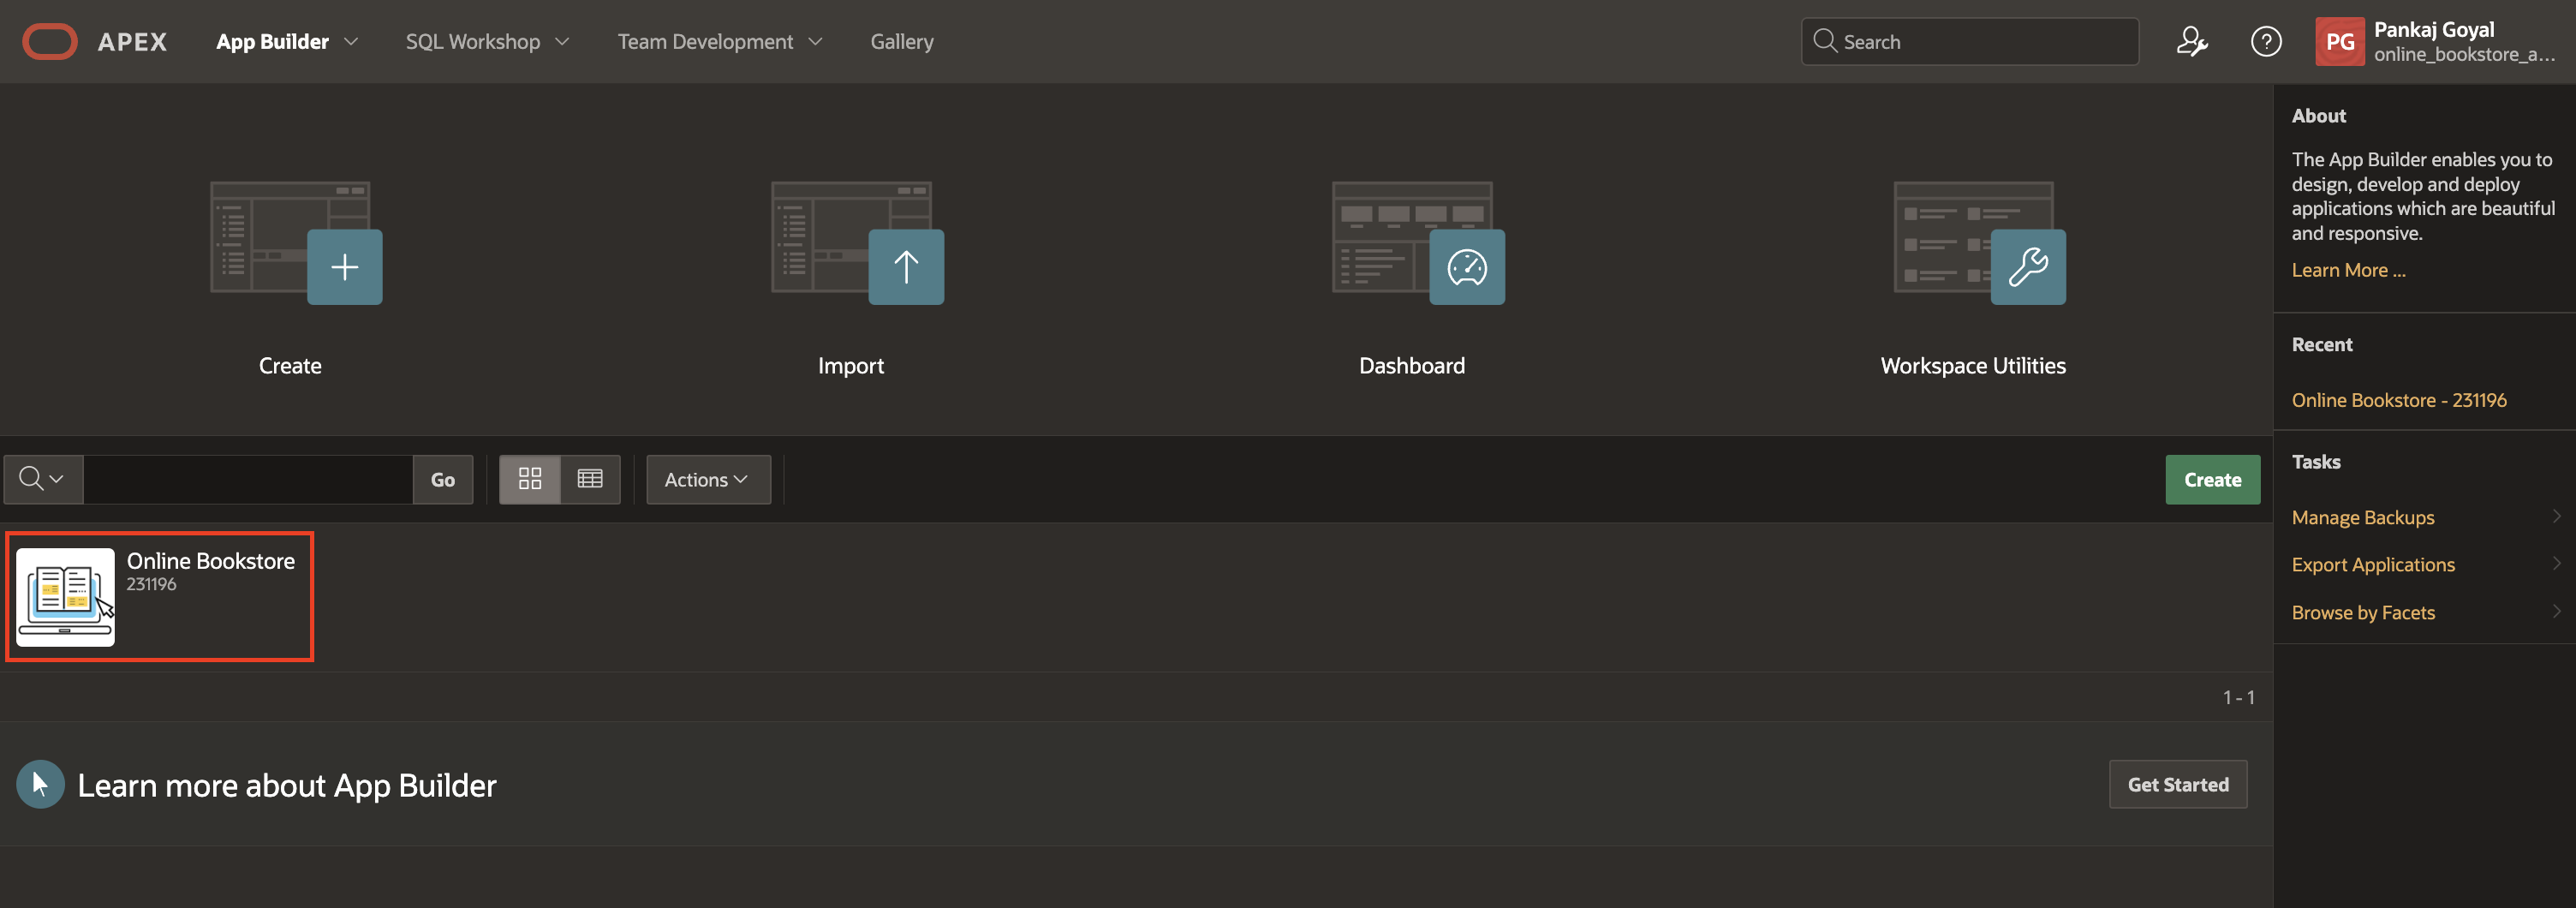 APEX
App Builder
SQL Workshop
Team Development
Gallery
Search
PG
Pankaj Goyal
online_bookstore_a...
Create
Import
Dashboard
Workspace Utilities
Go
Actions
Create
Online Bookstore
231196
1 - 1
Learn more about App Builder
Get Started
About
The App Builder enables you to
design, develop and deploy
applications which are beautiful
and responsive.
Learn More ...
Recent
Online Bookstore - 231196
Tasks
Manage Backups
Export Applications
Browse by Facets